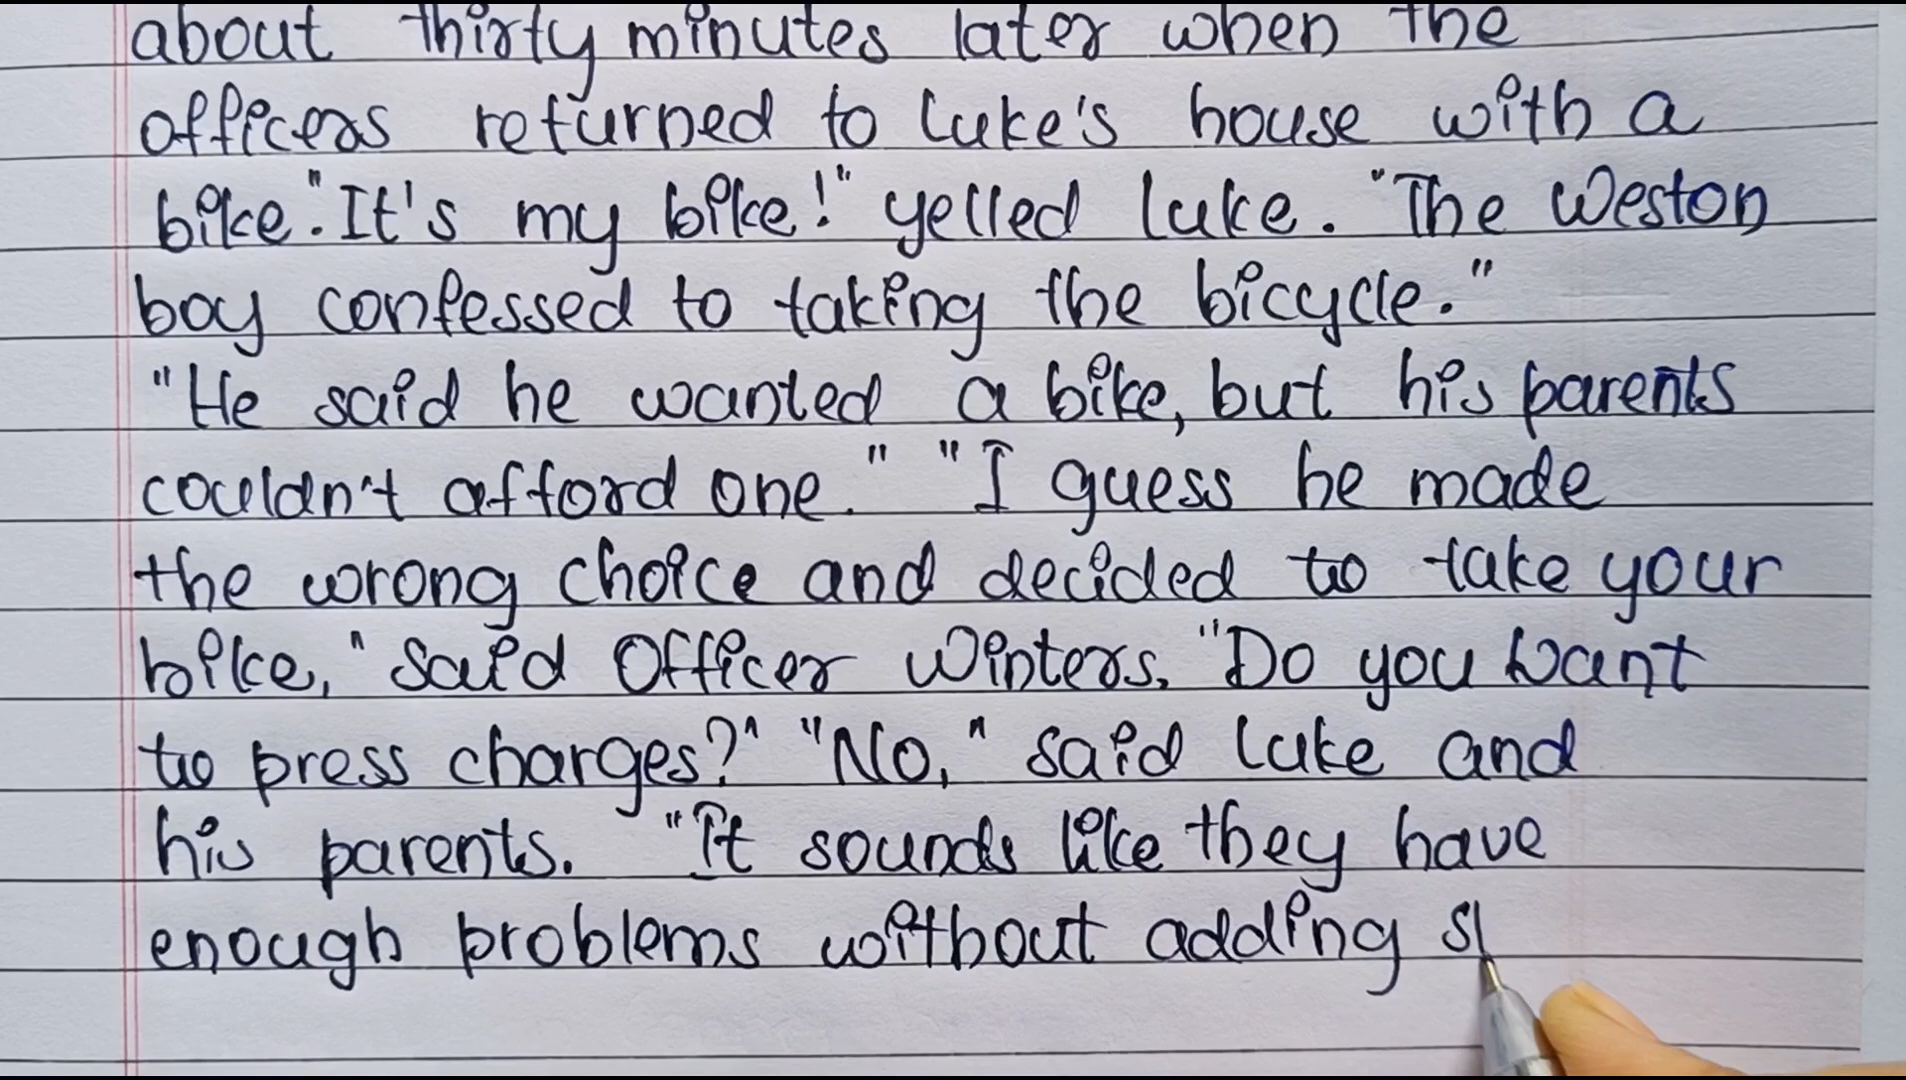 about thirty minutes later when the
officers returned to Luke's house with a
bike." It's my bike!" yelled Luke. "The Weston
boy confessed to taking the bicycle."
"He said he wanted a bike, but his parents
couldn't afford one." "I guess he made
the wrong choice and decided to take your
bike," said Officer Winters. "Do you want
to press charges?" "No," said Luke and
his parents. "It sounds like they have
enough problems without adding